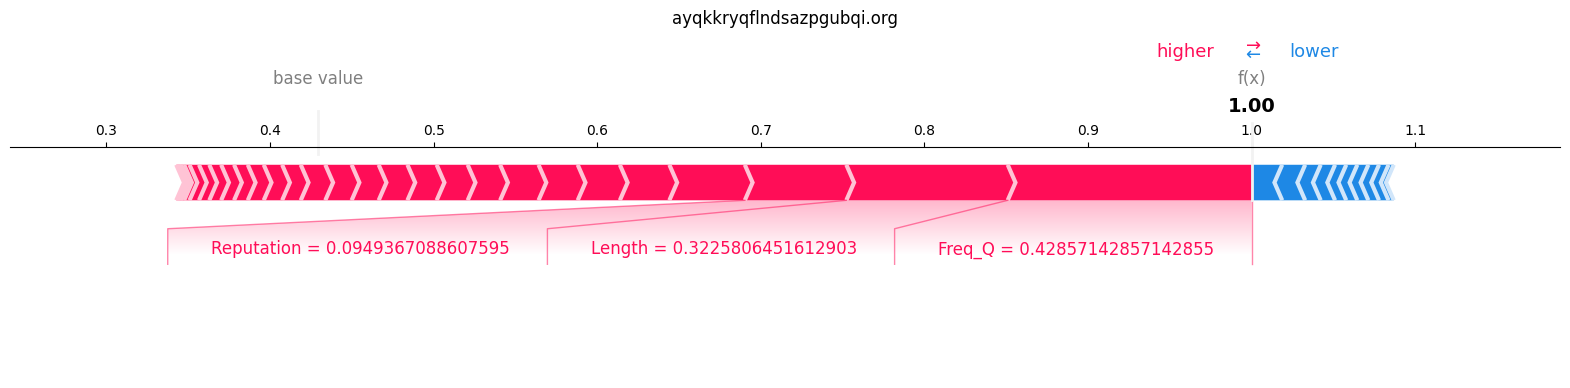 ayqkkryqflndsazpgubqi.org
higher ⇄ lower
base value f(x)
1.00
0.3 0.4 0.5 0.6 0.7 0.8 0.9 1.0 1.1
Reputation = 0.0949367088607595 Length = 0.3225806451612903 Freq_Q = 0.42857142857142855